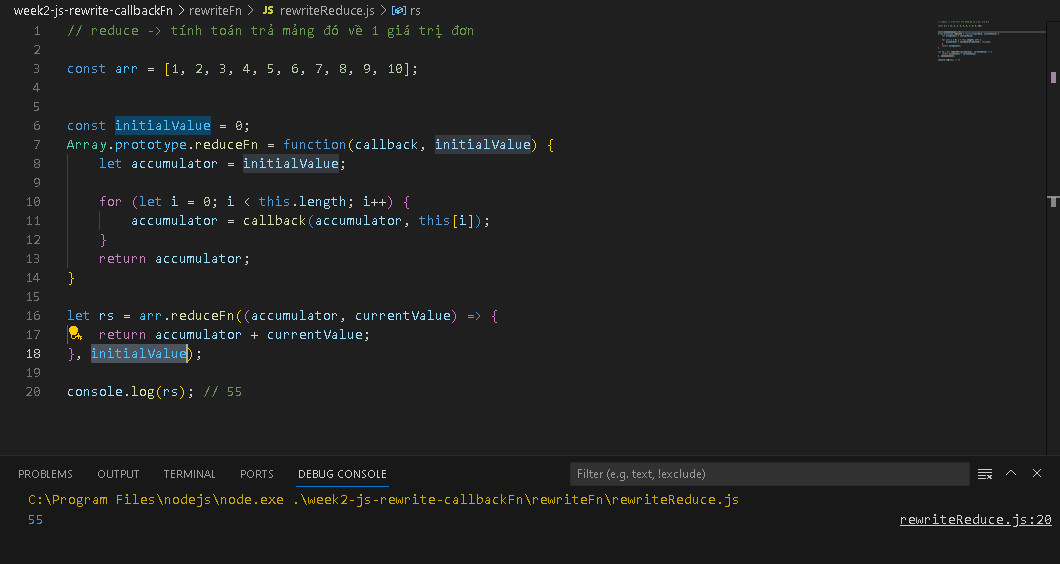 week2-js-rewrite-callbackFn > rewriteFn > JS rewriteReduce.js > rs
1 // reduce -> tính toán trả mảng đó về 1 giá trị đơn
2
3 const arr = [1, 2, 3, 4, 5, 6, 7, 8, 9, 10];
4
5
6 const initialValue = 0;
7 Array.prototype.reduceFn = function(callback, initialValue) {
8     let accumulator = initialValue;
9
10     for (let i = 0; i < this.length; i++) {
11         accumulator = callback(accumulator, this[i]);
12     }
13     return accumulator;
14 }
15
16 let rs = arr.reduceFn((accumulator, currentValue) => {
17     return accumulator + currentValue;
18 }, initialValue);
19
20 console.log(rs); // 55
PROBLEMS OUTPUT TERMINAL PORTS DEBUG CONSOLE Filter (e.g. text, !exclude)
C:\Program Files\nodejs\node.exe .\week2-js-rewrite-callbackFn\rewriteFn\rewriteReduce.js
55 rewriteReduce.js:20